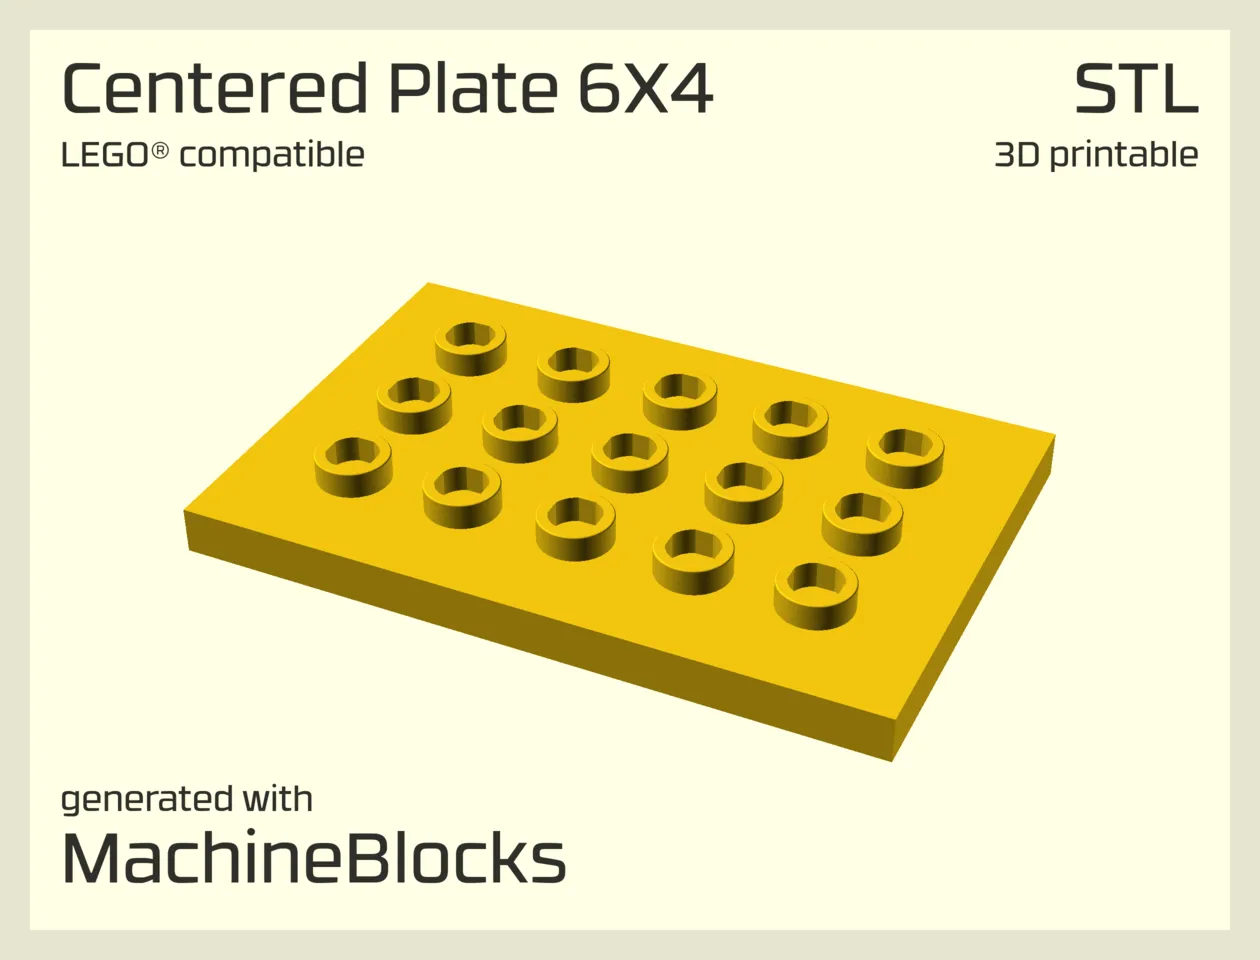 Centered Plate 6X4
STL
LEGO® compatible
3D printable
generated with
MachineBlocks